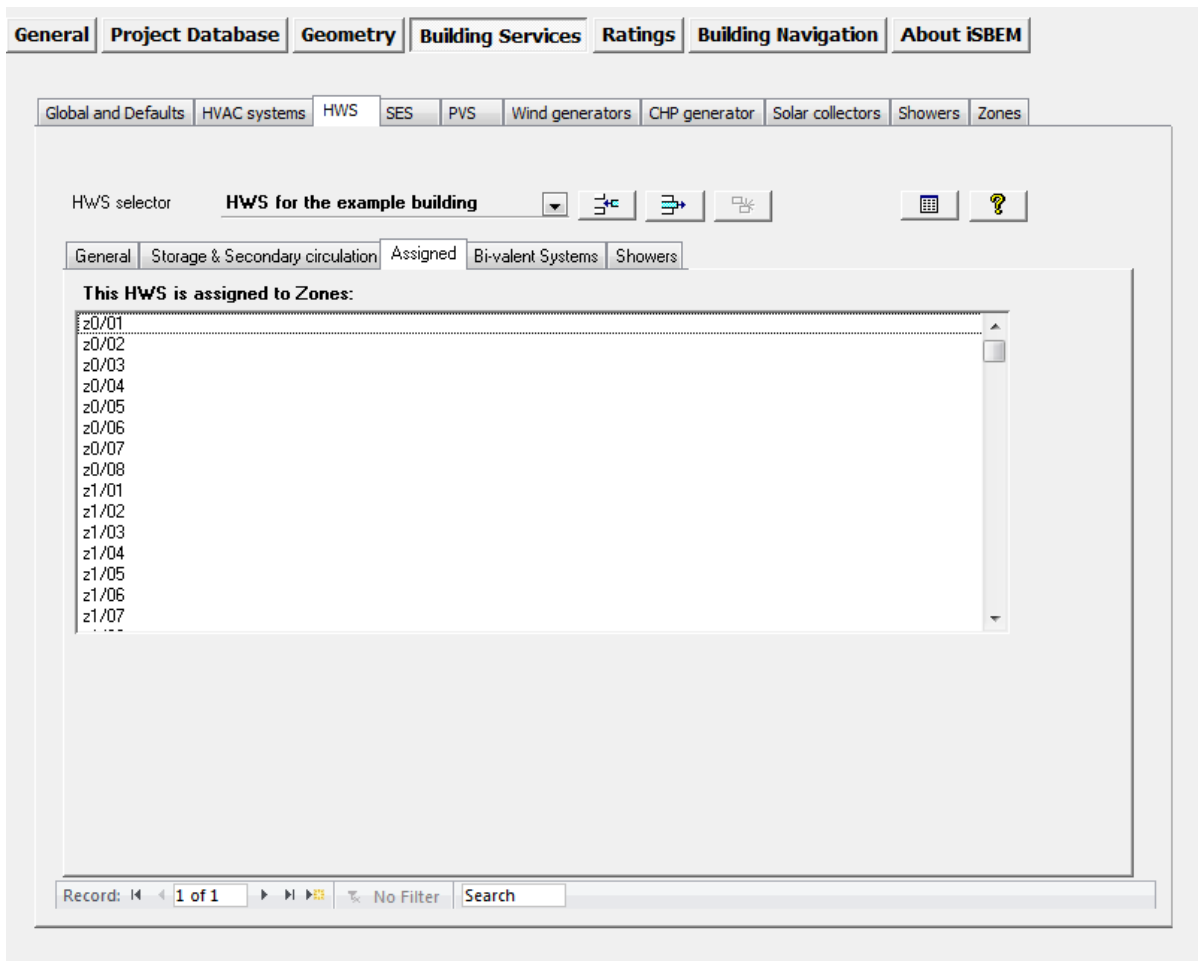 General Project Database Geometry Building Services Ratings Building Navigation About iSBEM
Global and Defaults HVAC systems HWS SES PVS Wind generators CHP generator Solar collectors Showers Zones
HWS selector HWS for the example building
General Storage & Secondary circulation Assigned Bi-valent Systems Showers
This HWS is assigned to Zones:
z0/01
z0/02
z0/03
z0/04
z0/05
z0/06
z0/07
z0/08
z1/01
z1/02
z1/03
z1/04
z1/05
z1/06
z1/07
Record: 1 of 1 No Filter Search